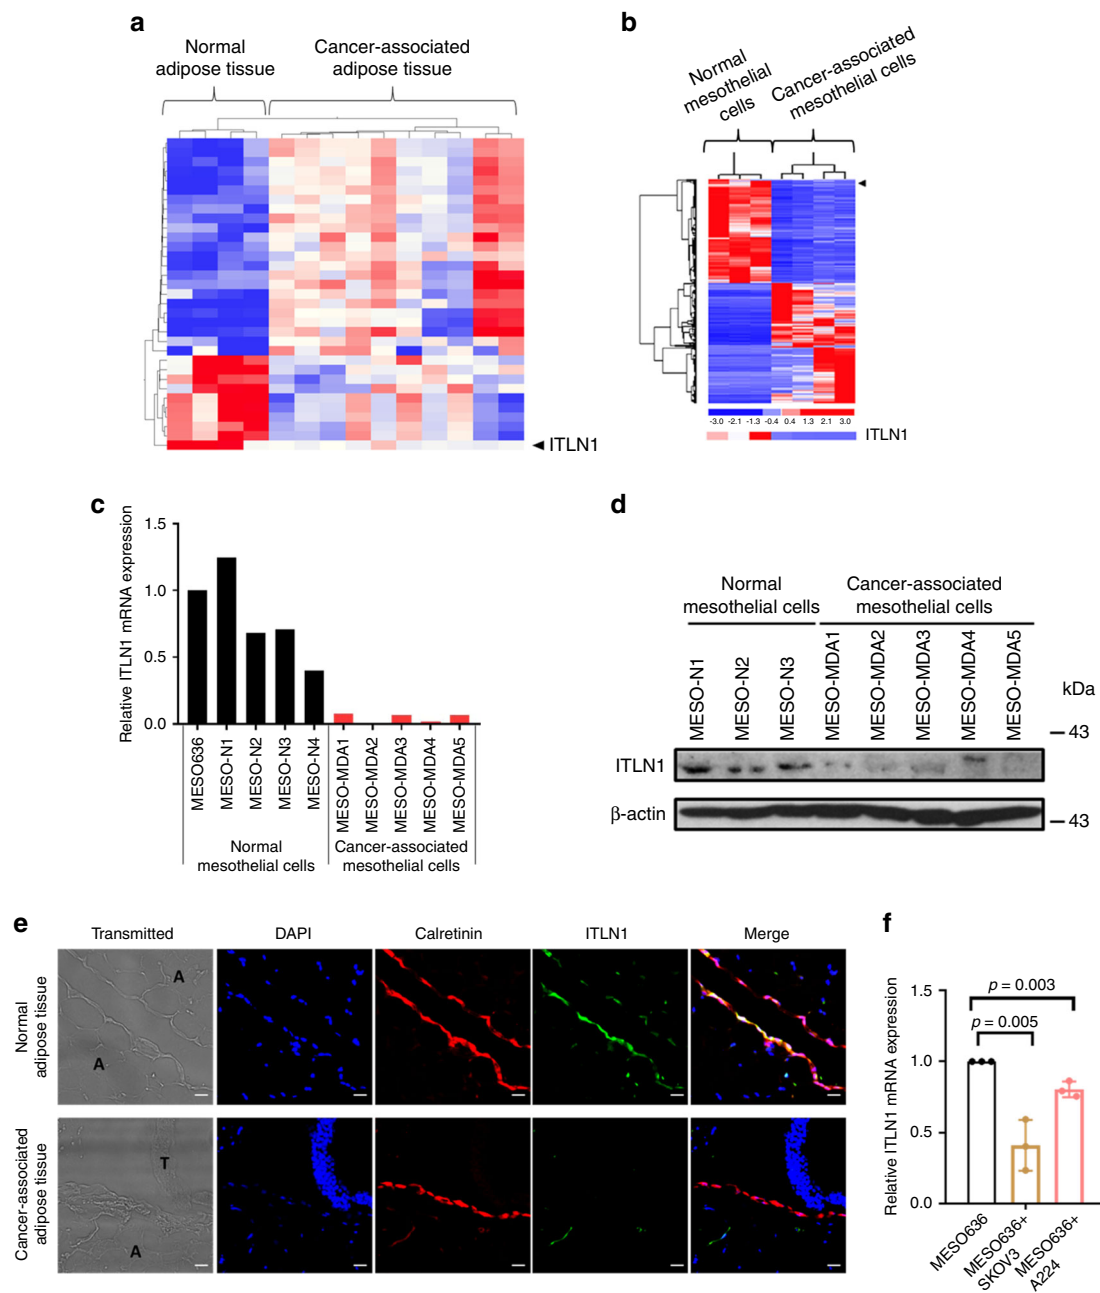 a
Normal
adipose tissue
Cancer-associated
adipose tissue
ITLN1
b
Normal
mesothelial
cells
Cancer-associated
mesothelial cells
-3.0 -2.1 -1.3 -0.4 0.4 1.3 2.1 3.0
ITLN1
c
Relative ITLN1 mRNA expression
1.5
1.0
0.5
0.0
MESO636
MESO-N1
MESO-N2
MESO-N3
MESO-N4
MESO-MDA1
MESO-MDA2
MESO-MDA3
MESO-MDA4
MESO-MDA5
Normal
mesothelial cells
Cancer-associated
mesothelial cells
d
Normal
mesothelial cells
Cancer-associated
mesothelial cells
MESO-N1
MESO-N2
MESO-N3
MESO-MDA1
MESO-MDA2
MESO-MDA3
MESO-MDA4
MESO-MDA5
kDa
43
ITLN1
β-actin
43
e
Transmitted
DAPI
Calretinin
ITLN1
Merge
Normal
adipose tissue
A
A
Cancer-associated
adipose tissue
T
A
f
Relative ITLN1 mRNA expression
1.5
1.0
0.5
0.0
p = 0.003
p = 0.005
MESO636
MESO636+
SKOV3
MESO636+
A224